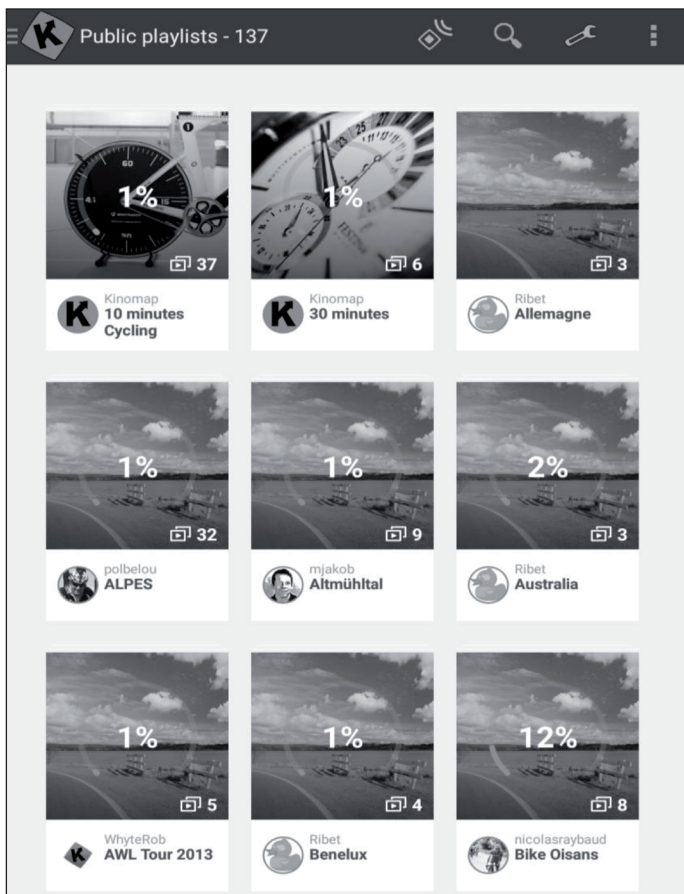 Public playlists - 137
1%
37
Kinomap
10 minutes
Cycling
1%
6
Kinomap
30 minutes
3
Ribet
Allemagne
1%
32
polbelou
ALPES
1%
9
mjakob
Altmühltal
2%
3
Ribet
Australia
1%
5
WhyteRob
AWL Tour 2013
1%
4
Ribet
Benelux
12%
8
nicolasraybaud
Bike Oisans